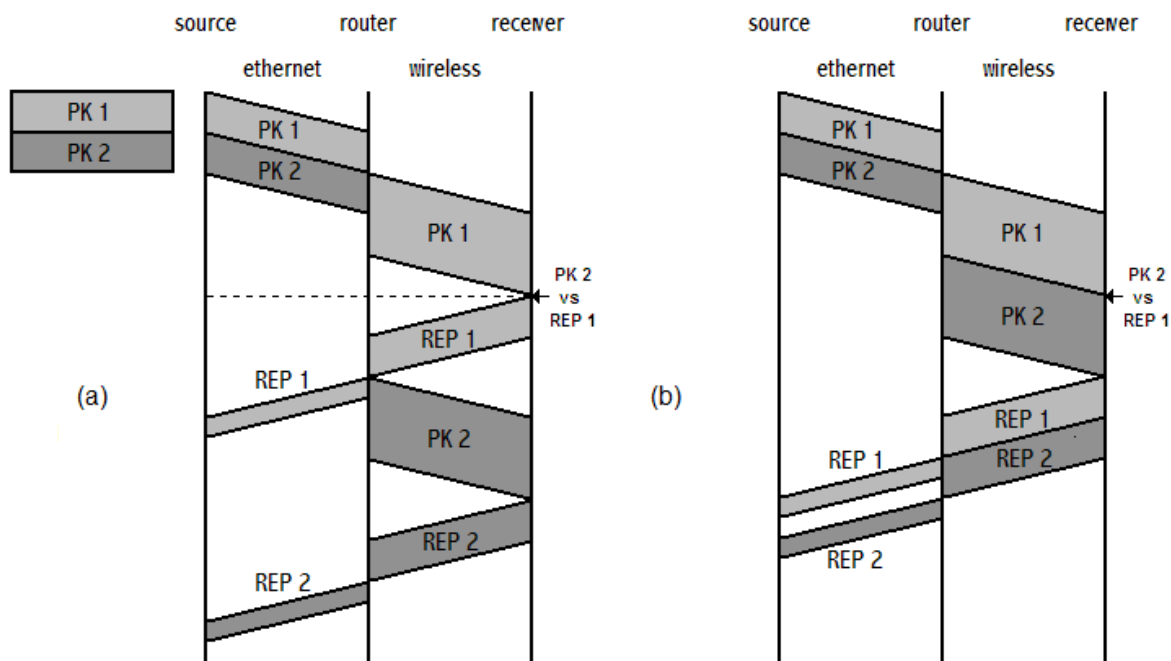 source router receiver source router receiver
ethernet wireless ethernet wireless
PK 1
PK 2
(a)
PK 1
PK 2
PK 1
PK 2
vs
REP 1
REP 1
REP 1
PK 2
REP 2
REP 2
(b)
PK 1
PK 2
PK 1
PK 2
PK 2
vs
REP 1
REP 1
REP 1
REP 2
REP 2